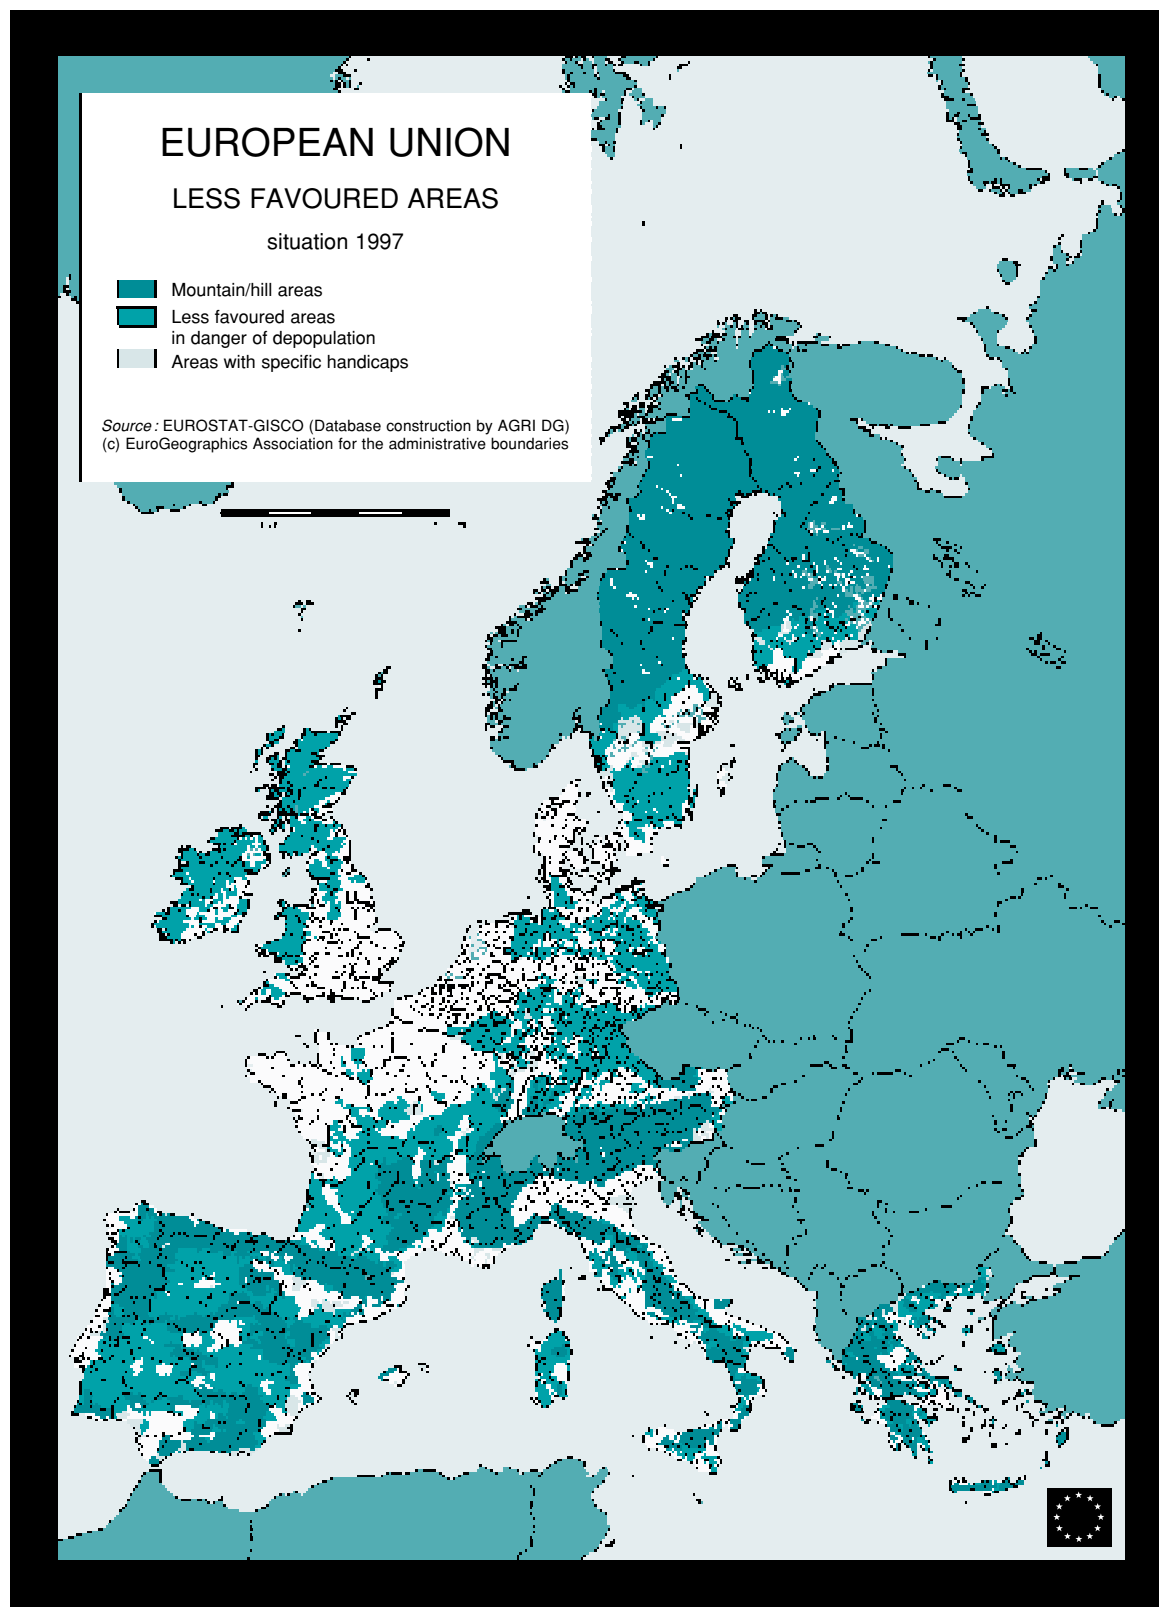 EUROPEAN UNION
LESS FAVOURED AREAS
situation 1997
Mountain/hill areas
Less favoured areas
in danger of depopulation
Areas with specific handicaps
Source : EUROSTAT-GISCO (Database construction by AGRI DG)
(c) EuroGeographics Association for the administrative boundaries